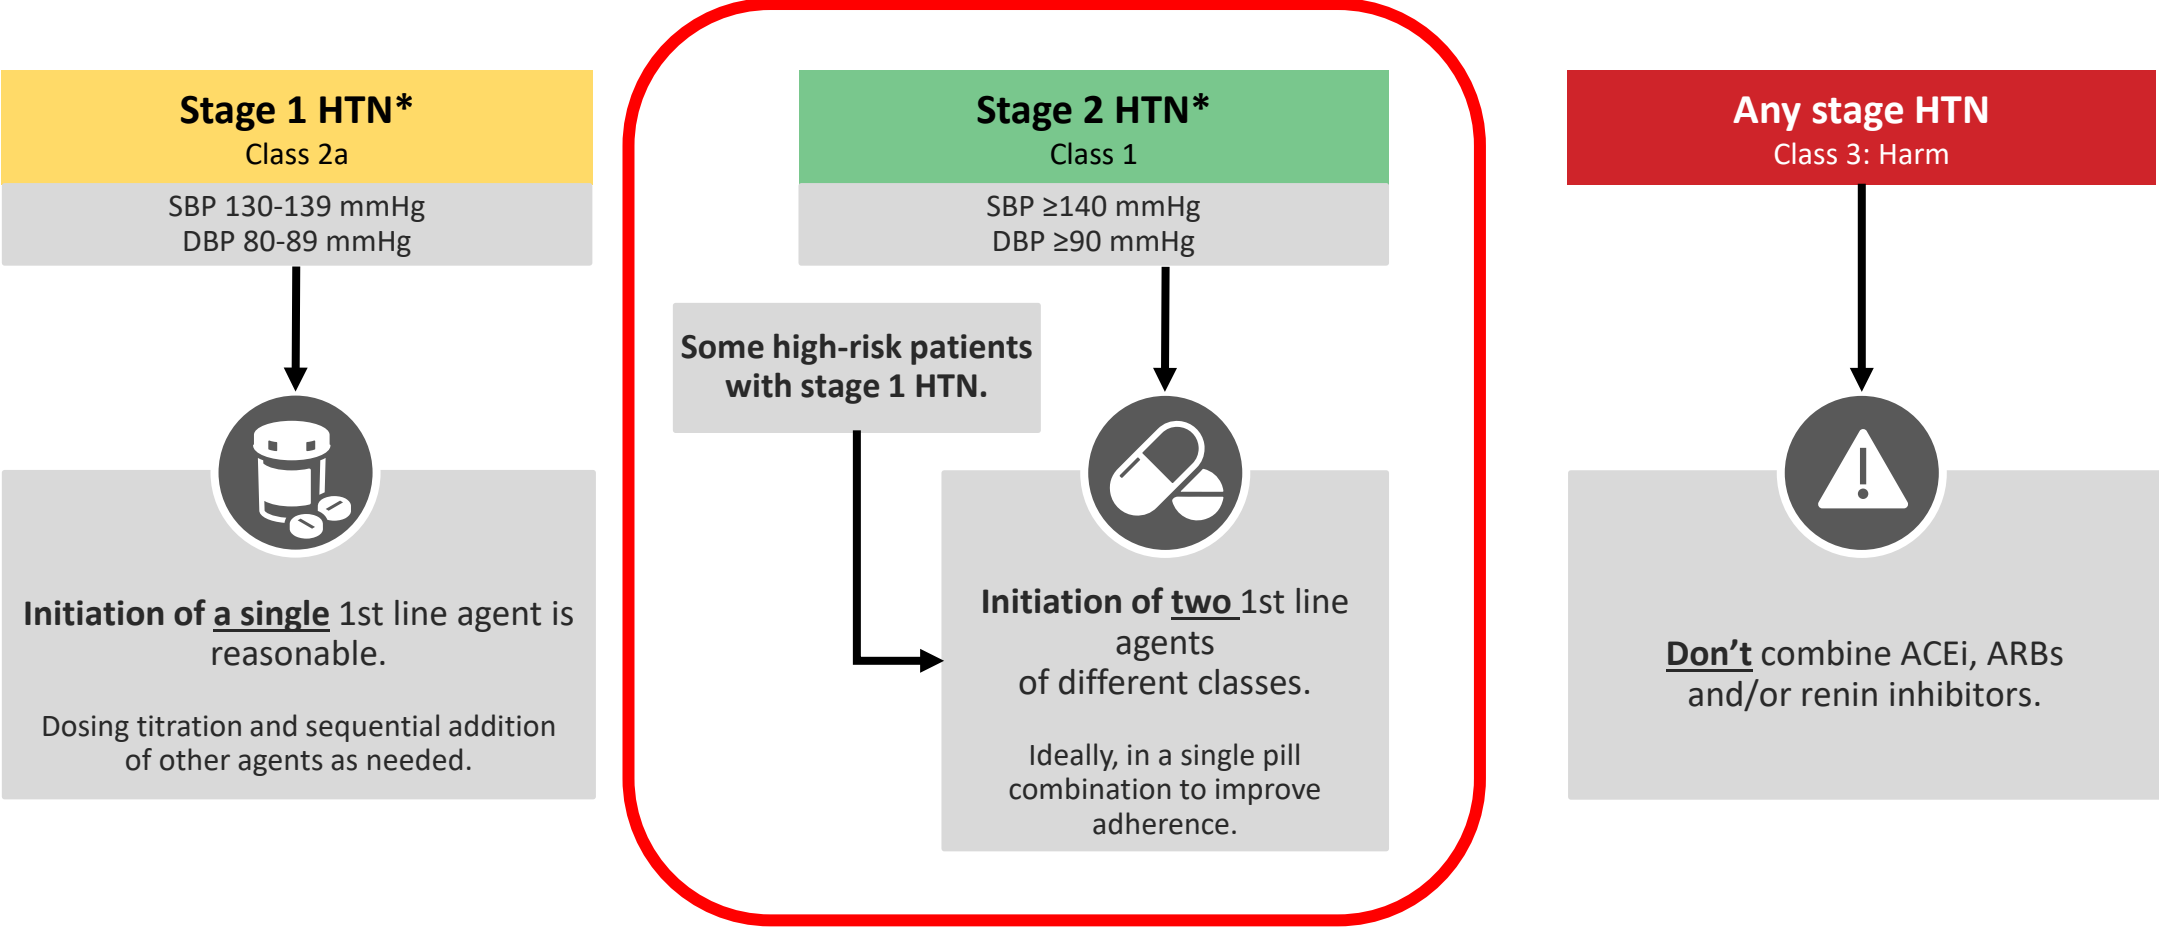 Stage 1 HTN*
Class 2a
SBP 130-139 mmHg
DBP 80-89 mmHg
Initiation of a single 1st line agent is
reasonable.
Dosing titration and sequential addition
of other agents as needed.
Stage 2 HTN*
Class 1
SBP ≥140 mmHg
DBP ≥90 mmHg
Some high-risk patients
with stage 1 HTN.
Initiation of two 1st line
agents
of different classes.
Ideally, in a single pill
combination to improve
adherence.
Any stage HTN
Class 3: Harm
Don’t combine ACEi, ARBs
and/or renin inhibitors.